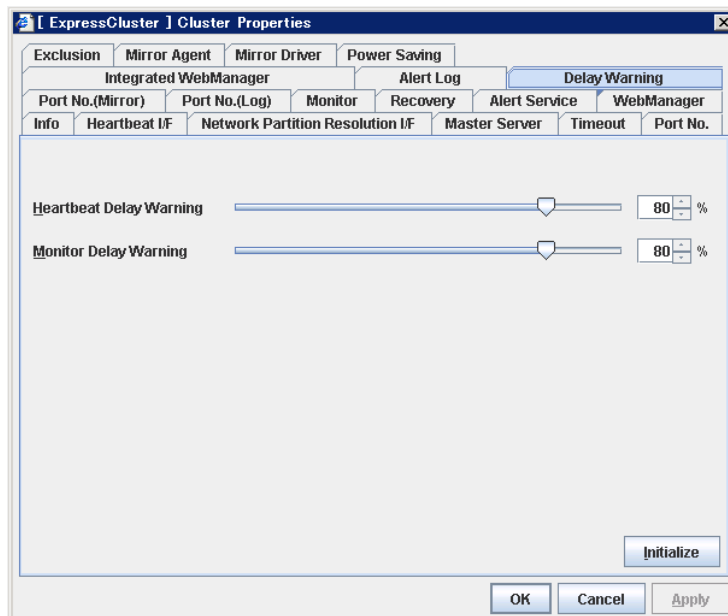 [ ExpressCluster ] Cluster Properties
Exclusion Mirror Agent Mirror Driver Power Saving
Integrated WebManager Alert Log Delay Warning
Port No.(Mirror) Port No.(Log) Monitor Recovery Alert Service WebManager
Info Heartbeat I/F Network Partition Resolution I/F Master Server Timeout Port No.
Heartbeat Delay Warning 80 %
Monitor Delay Warning 80 %
Initialize
OK Cancel Apply